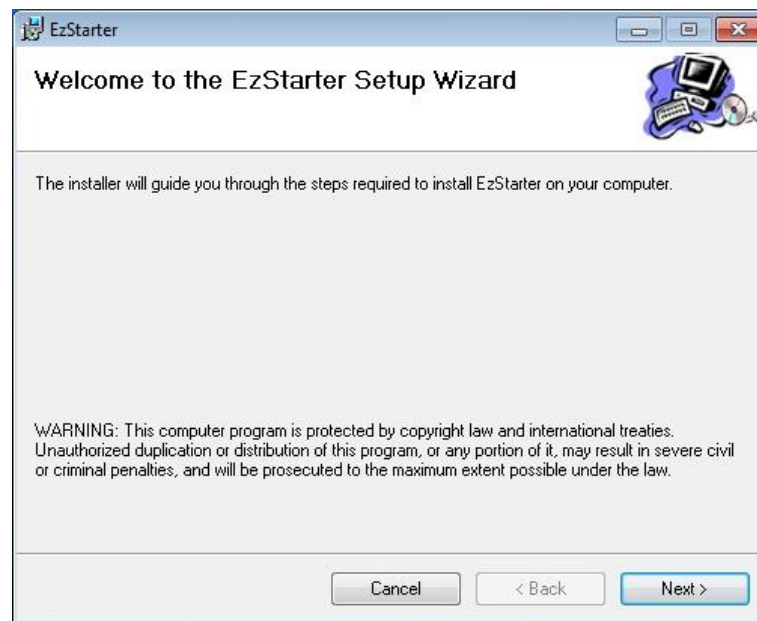 EzStarter
Welcome to the EzStarter Setup Wizard
The installer will guide you through the steps required to install EzStarter on your computer.
WARNING: This computer program is protected by copyright law and international treaties.
Unauthorized duplication or distribution of this program, or any portion of it, may result in severe civil
or criminal penalties, and will be prosecuted to the maximum extent possible under the law.
Cancel
< Back
Next >